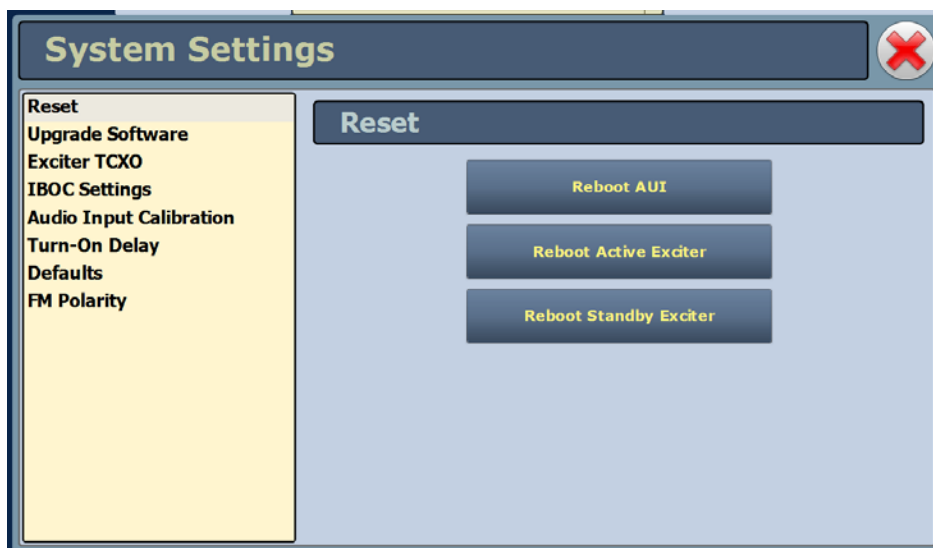 System Settings
Reset
Upgrade Software
Exciter TCXO
IBOC Settings
Audio Input Calibration
Turn-On Delay
Defaults
FM Polarity
Reset
Reboot AUI
Reboot Active Exciter
Reboot Standby Exciter